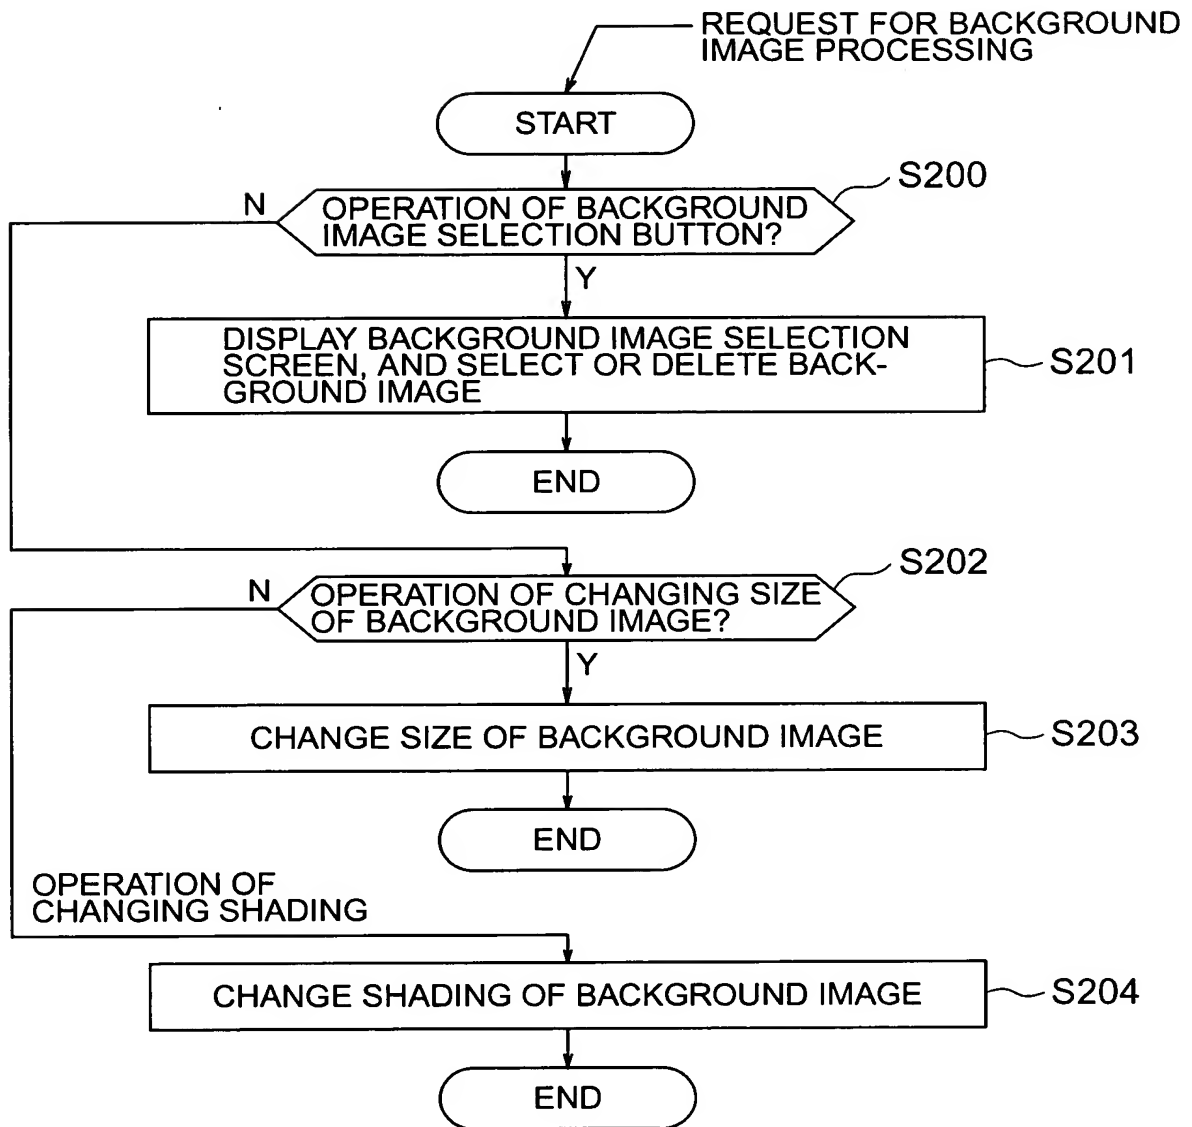 REQUEST FOR BACKGROUND
IMAGE PROCESSING
START
S200
N
OPERATION OF BACKGROUND
IMAGE SELECTION BUTTON?
Y
DISPLAY BACKGROUND IMAGE SELECTION
SCREEN, AND SELECT OR DELETE BACK-
GROUND IMAGE
S201
END
S202
N
OPERATION OF CHANGING SIZE
OF BACKGROUND IMAGE?
Y
CHANGE SIZE OF BACKGROUND IMAGE
S203
END
OPERATION OF
CHANGING SHADING
CHANGE SHADING OF BACKGROUND IMAGE
S204
END